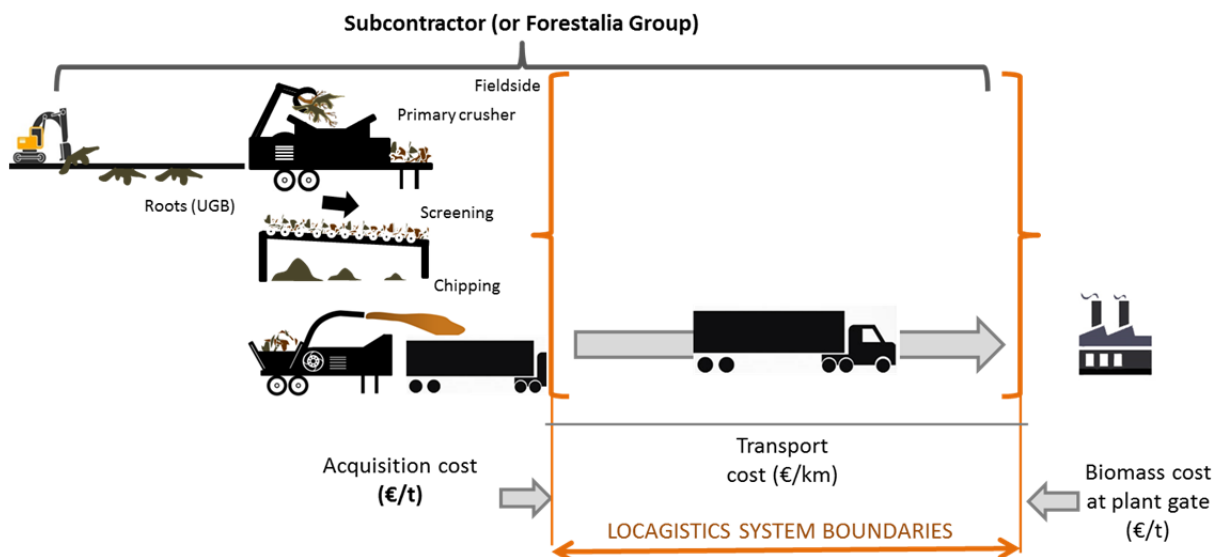 Subcontractor (or Forestalia Group)
Fieldside
Primary crusher
Roots (UGB)
Screening
Chipping
Acquisition cost
(€/t)
Transport
cost (€/km)
Biomass cost
at plant gate
(€/t)
LOCAGISTICS SYSTEM BOUNDARIES